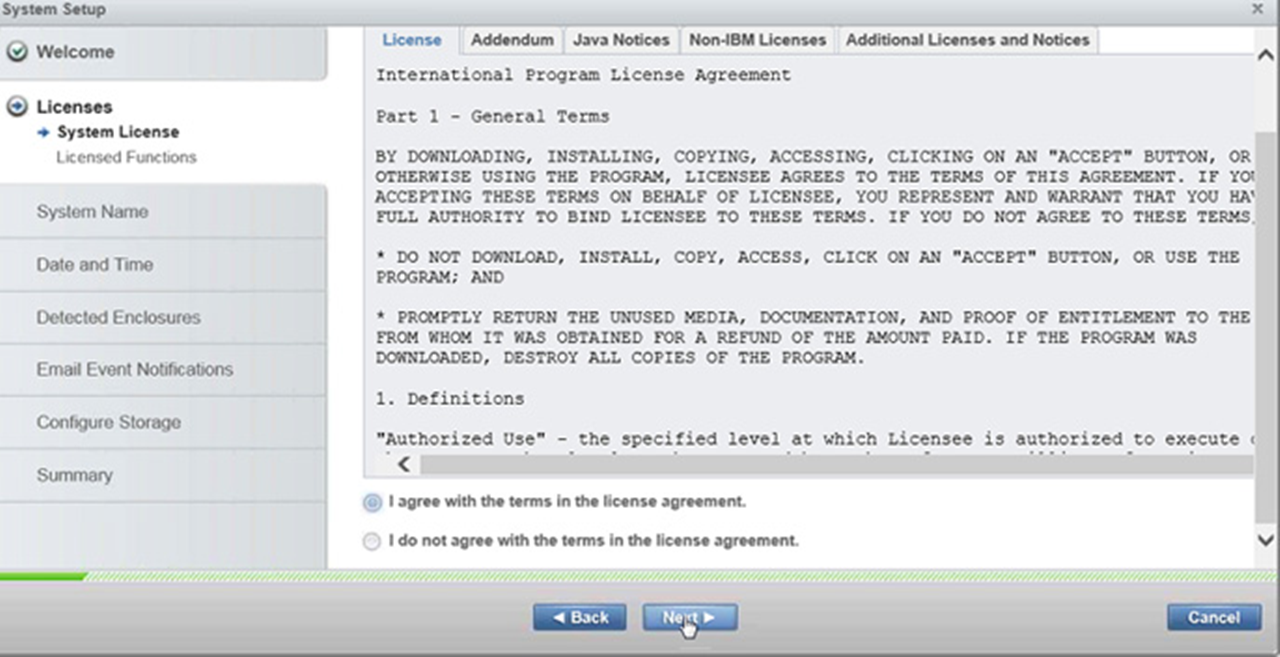 System Setup
Welcome
Licenses
System License
Licensed Functions
System Name
Date and Time
Detected Enclosures
Email Event Notifications
Configure Storage
Summary
License Addendum Java Notices Non-IBM Licenses Additional Licenses and Notices
International Program License Agreement
Part 1 - General Terms
BY DOWNLOADING, INSTALLING, COPYING, ACCESSING, CLICKING ON AN "ACCEPT" BUTTON, OR
OTHERWISE USING THE PROGRAM, LICENSEE AGREES TO THE TERMS OF THIS AGREEMENT. IF YOU
ACCEPTING THESE TERMS ON BEHALF OF LICENSEE, YOU REPRESENT AND WARRANT THAT YOU HAV
FULL AUTHORITY TO BIND LICENSEE TO THESE TERMS. IF YOU DO NOT AGREE TO THESE TERMS,
* DO NOT DOWNLOAD, INSTALL, COPY, ACCESS, CLICK ON AN "ACCEPT" BUTTON, OR USE THE
PROGRAM; AND
* PROMPTLY RETURN THE UNUSED MEDIA, DOCUMENTATION, AND PROOF OF ENTITLEMENT TO THE
FROM WHOM IT WAS OBTAINED FOR A REFUND OF THE AMOUNT PAID. IF THE PROGRAM WAS
DOWNLOADED, DESTROY ALL COPIES OF THE PROGRAM.
1. Definitions
"Authorized Use" - the specified level at which Licensee is authorized to execute
I agree with the terms in the license agreement.
I do not agree with the terms in the license agreement.
Back Next Cancel